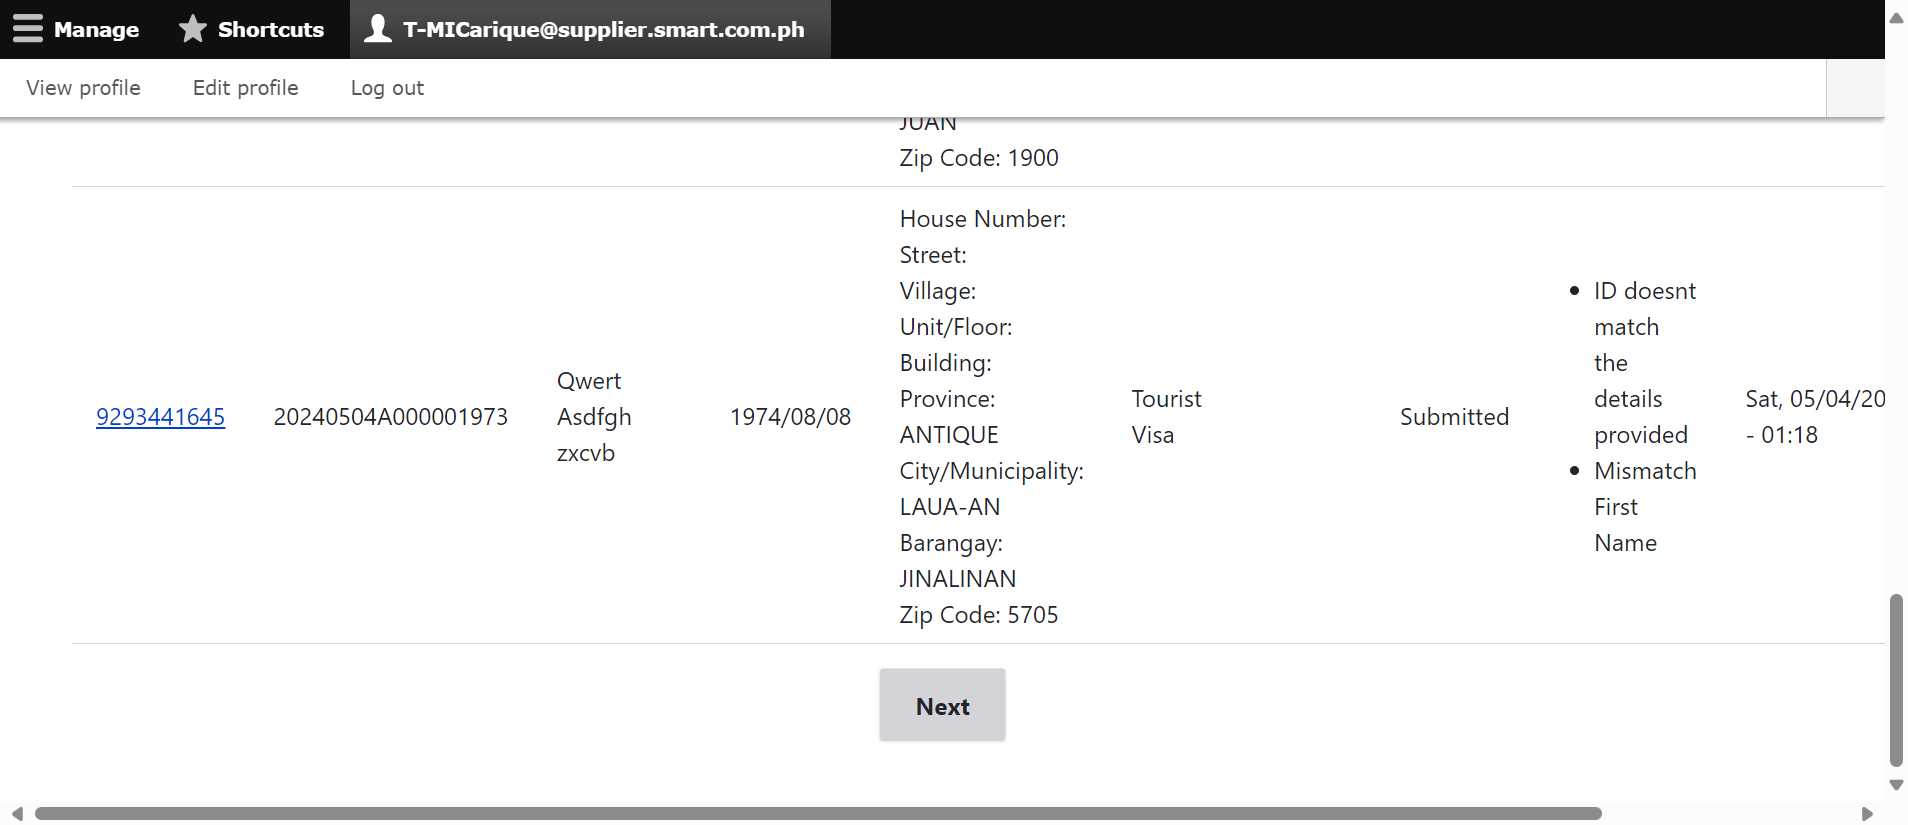 Manage Shortcuts T-MICarique@supplier.smart.com.ph
View profile Edit profile Log out
JUAN
Zip Code: 1900
9293441645
20240504A000001973
Qwert
Asdfgh
zxcvb
1974/08/08
House Number:
Street:
Village:
Unit/Floor:
Building:
Province:
ANTIQUE
City/Municipality:
LAUA-AN
Barangay:
JINALINAN
Zip Code: 5705
Tourist
Visa
Submitted
• ID doesnt
match
the
details
provided
• Mismatch
First
Name
Sat, 05/04/20
- 01:18
Next